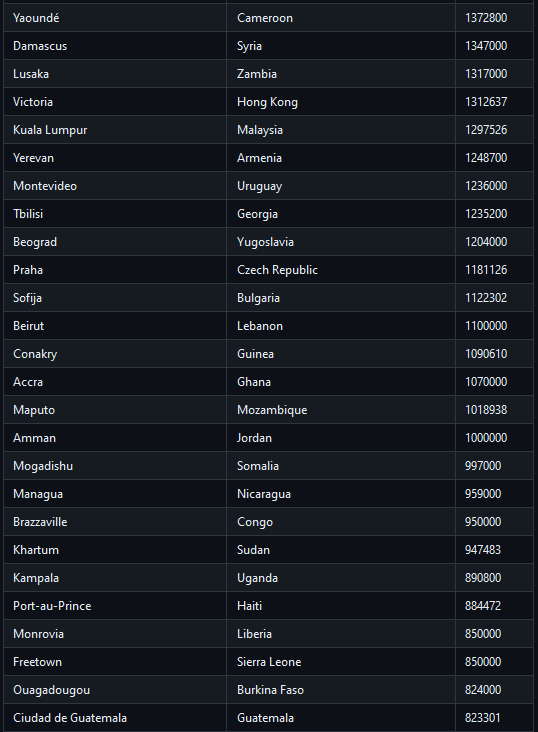 Yaoundé Cameroon 1372800
Damascus Syria 1347000
Lusaka Zambia 1317000
Victoria Hong Kong 1312637
Kuala Lumpur Malaysia 1297526
Yerevan Armenia 1248700
Montevideo Uruguay 1236000
Tbilisi Georgia 1235200
Beograd Yugoslavia 1204000
Praha Czech Republic 1181126
Sofija Bulgaria 1122302
Beirut Lebanon 1100000
Conakry Guinea 1090610
Accra Ghana 1070000
Maputo Mozambique 1018938
Amman Jordan 1000000
Mogadishu Somalia 997000
Managua Nicaragua 959000
Brazzaville Congo 950000
Khartum Sudan 947483
Kampala Uganda 890800
Port-au-Prince Haiti 884472
Monrovia Liberia 850000
Freetown Sierra Leone 850000
Ouagadougou Burkina Faso 824000
Ciudad de Guatemala Guatemala 823301